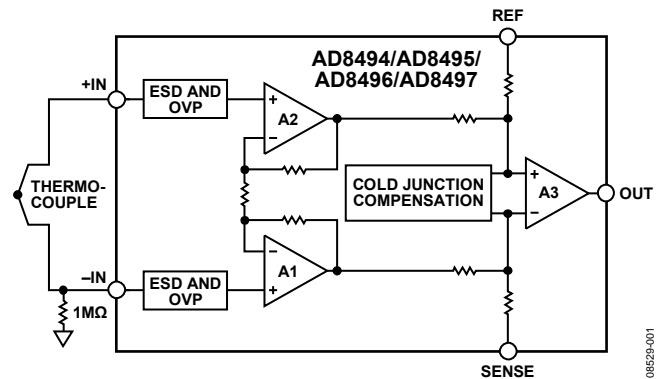 REF
AD8494/AD8495/
AD8496/AD8497
+IN
ESD AND
OVP
+
A2
–
THERMO-
COUPLE
COLD JUNCTION
COMPENSATION
+
A3
–
OUT
–
A1
+
–IN
ESD AND
OVP
1MΩ
SENSE
08529-001